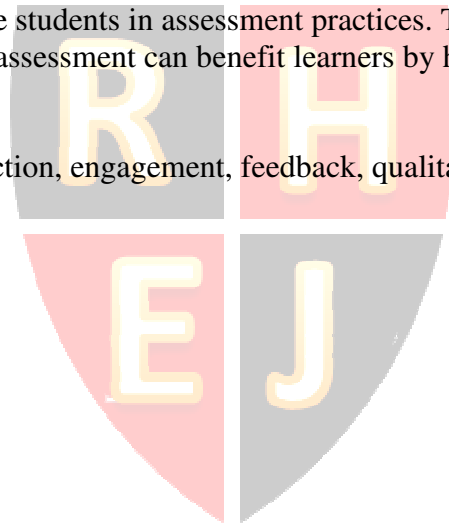 e students in assessment practices. T
assessment can benefit learners by h
ction, engagement, feedback, qualita
R H
E J